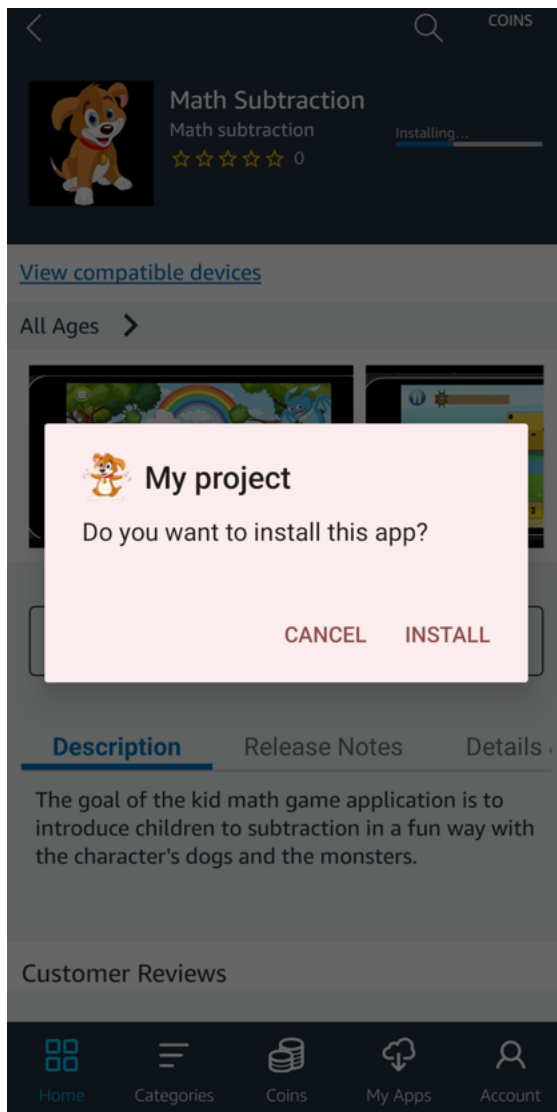 COINS
Math Subtraction
Math subtraction
Installing...
0
View compatible devices
All Ages
My project
Do you want to install this app?
CANCEL INSTALL
Description Release Notes Details
The goal of the kid math game application is to
introduce children to subtraction in a fun way with
the character's dogs and the monsters.
Customer Reviews
Home Categories Coins My Apps Account